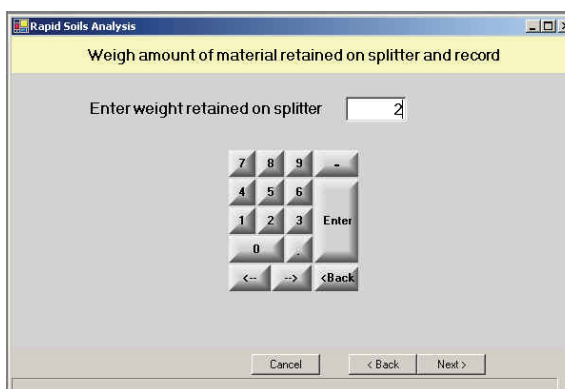 Rapid Soils Analysis
Weigh amount of material retained on splitter and record
Enter weight retained on splitter 2
7 8 9 -
4 5 6
1 2 3 Enter
0 .
<-- --> <Back
Cancel < Back Next >